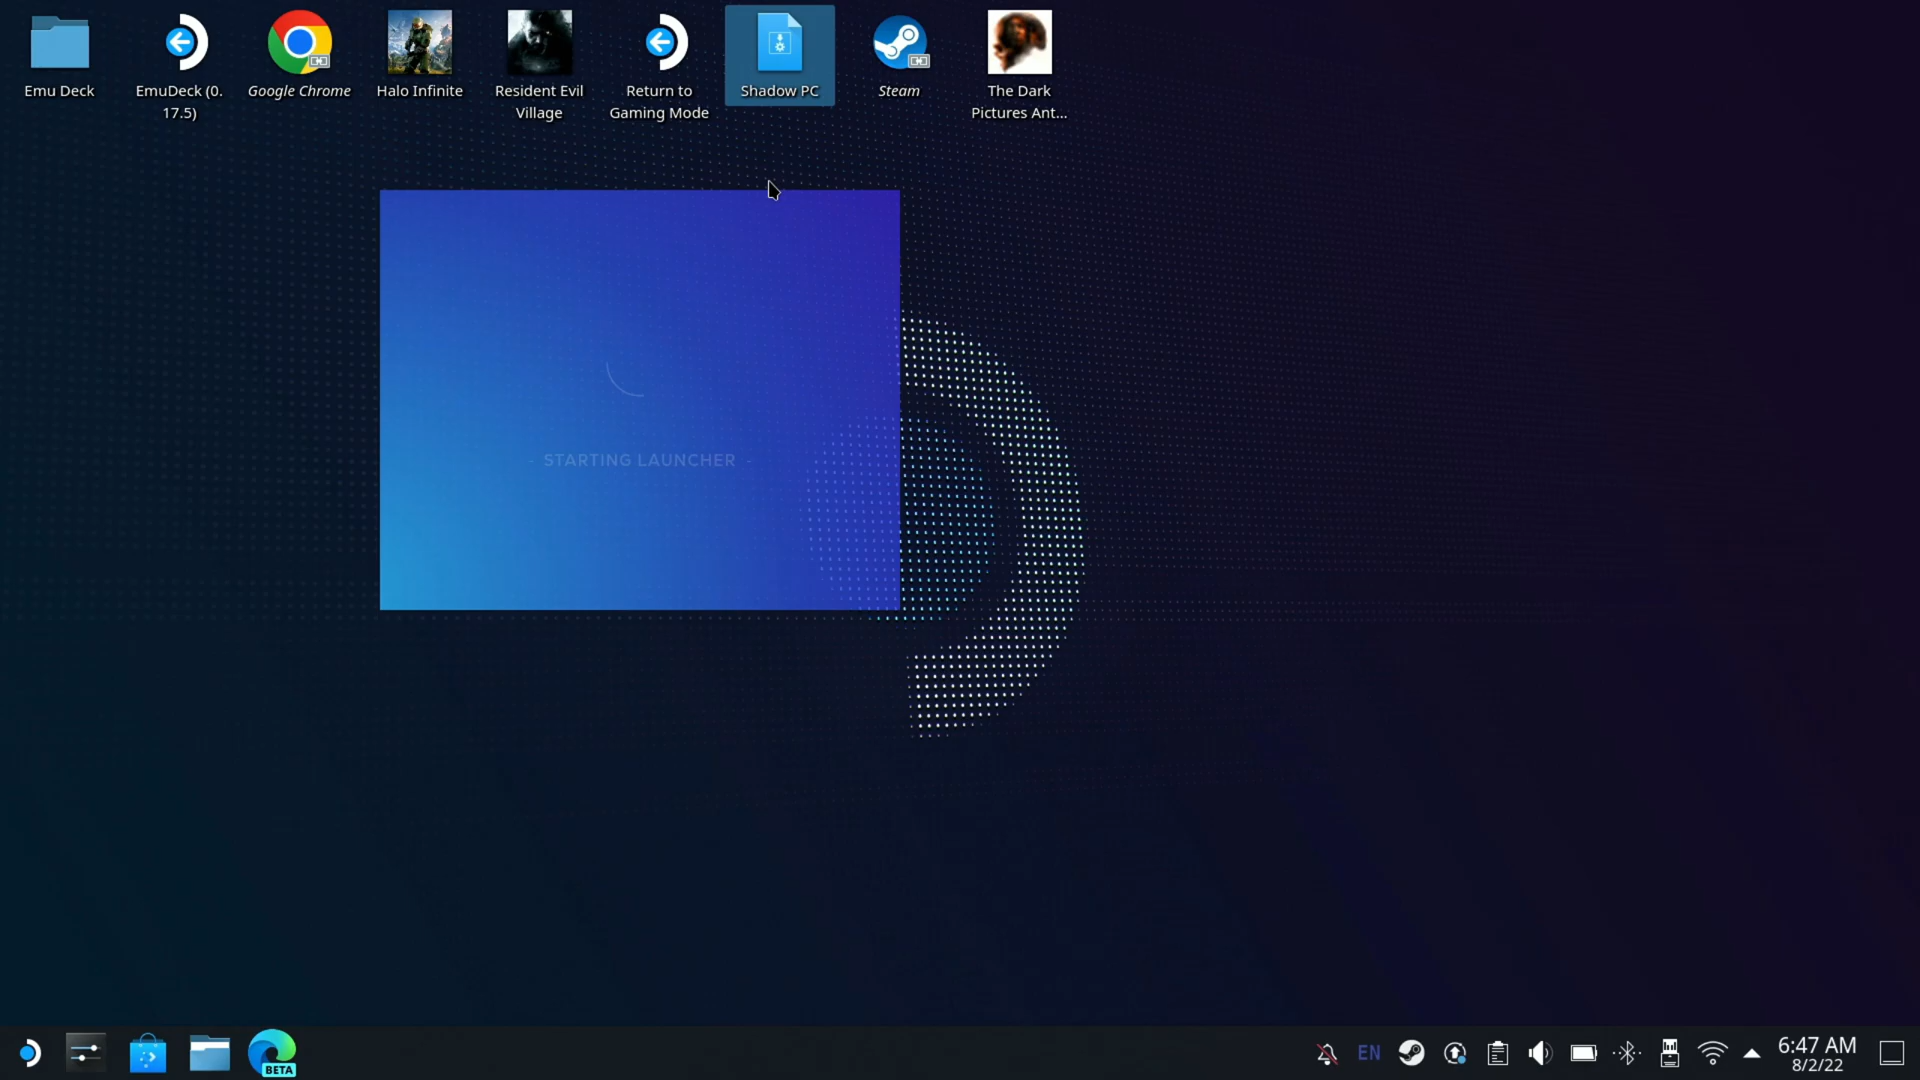 Emu Deck
EmuDeck (0.
17.5)
Google Chrome
Halo Infinite
Resident Evil
Village
Return to
Gaming Mode
Shadow PC
Steam
The Dark
Pictures Ant...
- STARTING LAUNCHER -
BETA
EN
6:47 AM
8/2/22